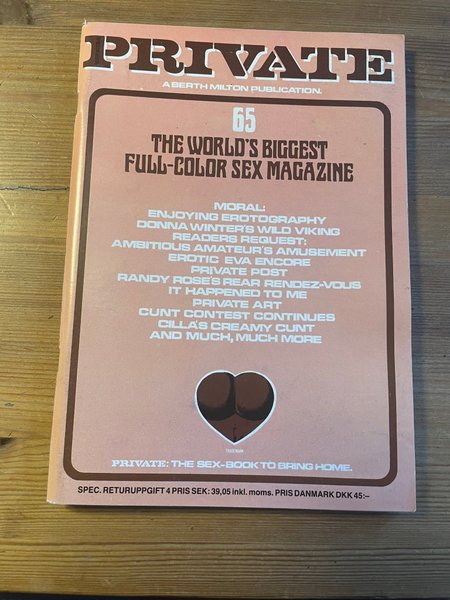 PRIVATE
A BERTH MILTON PUBLICATION.
65
THE WORLD'S BIGGEST
FULL-COLOR SEX MAGAZINE
MORAL:
ENJOYING EROTOGRAPHY
DONNA WINTER'S WILD VIKING
READERS REQUEST:
AMBITIOUS AMATEUR'S AMUSEMENT
EROTIC EVA ENCORE
PRIVATE POST
RANDY ROSE'S REAR RENDEZ-VOUS
IT HAPPENED TO ME
PRIVATE ART
CUNT CONTEST CONTINUES
CILLA'S CREAMY CUNT
AND MUCH, MUCH MORE
TRADEMARK
PRIVATE: THE SEX-BOOK TO BRING HOME.
SPEC. RETURUPPGIFT 4 PRIS SEK: 39,05 inkl. moms. PRIS DANMARK DKK 45:–